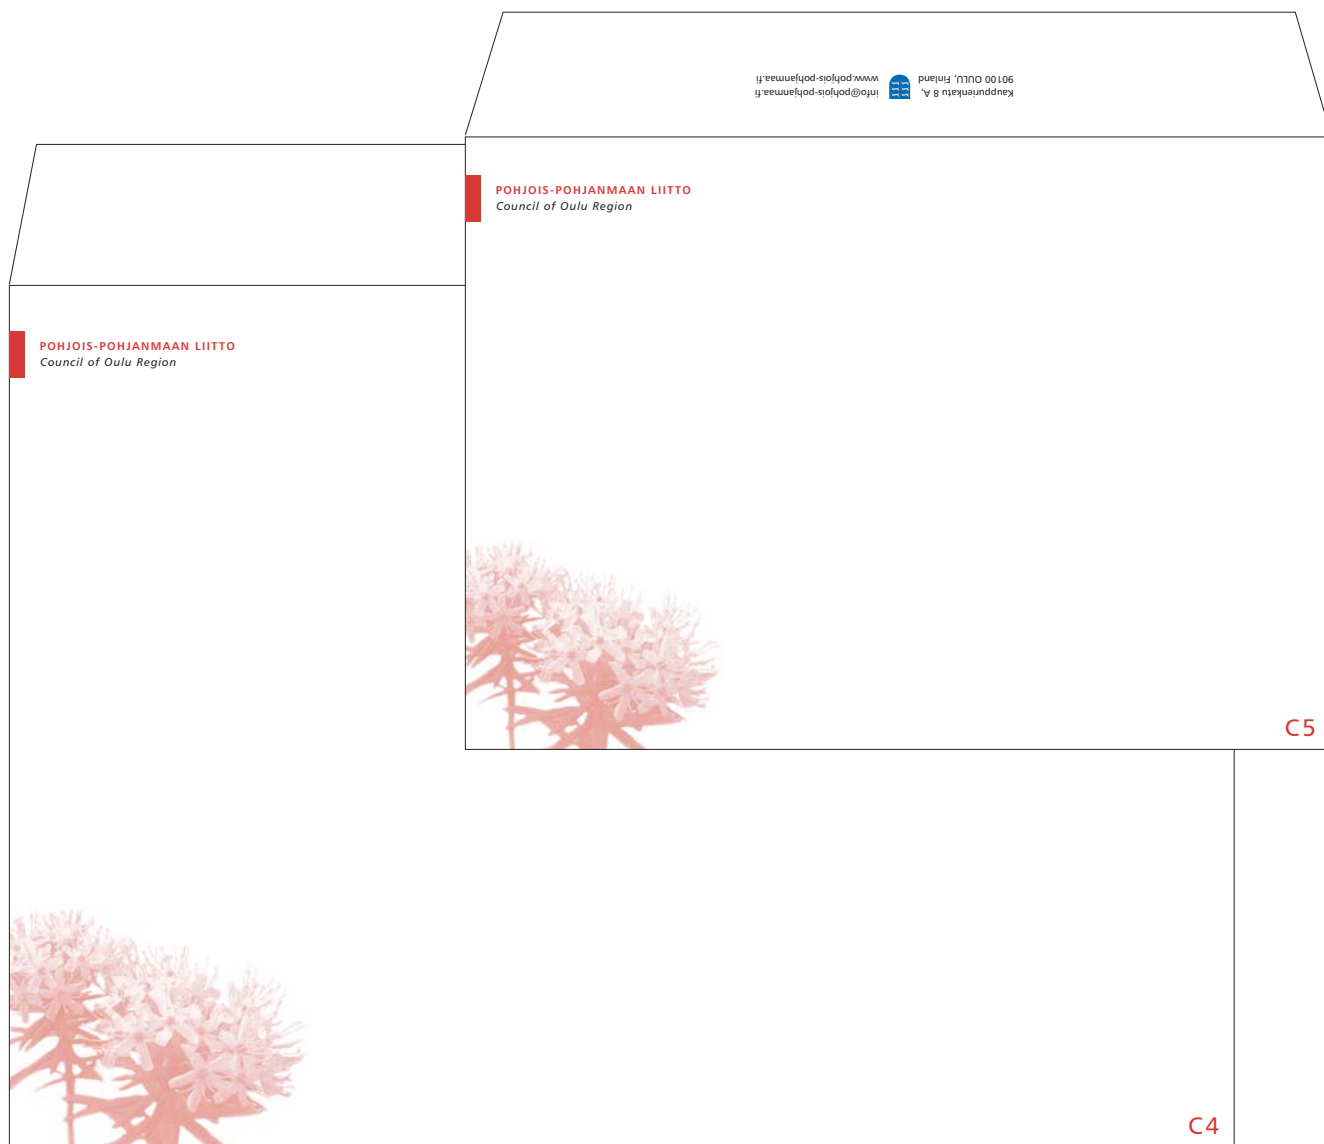 Kauppurienkatu 8 A,
90100 OULU, Finland
info@pohjois-pohjanmaa.fi
www.pohjois-pohjanmaa.fi
POHJOIS-POHJANMAAN LIITTO
Council of Oulu Region
C5
POHJOIS-POHJANMAAN LIITTO
Council of Oulu Region
C4